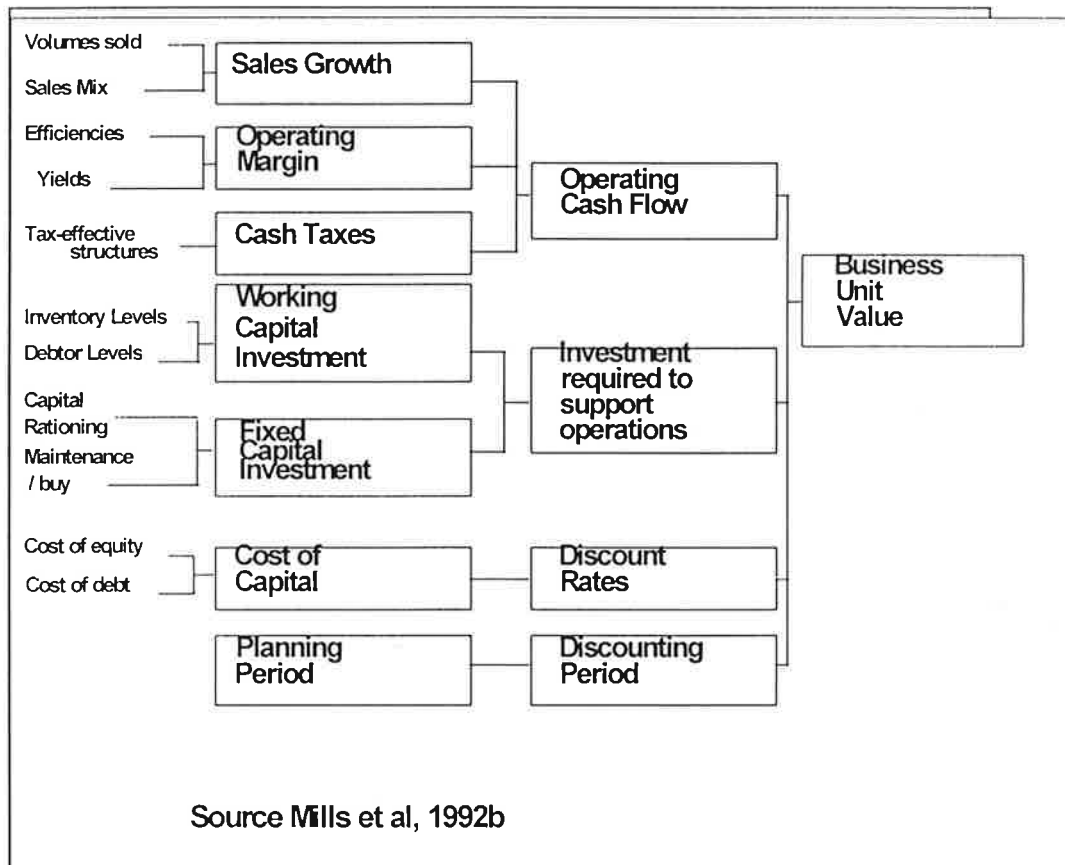 Volumes sold
Sales Mix
Sales Growth
Efficiencies
Yields
Operating
Margin
Tax-effective
structures
Cash Taxes
Operating
Cash Flow
Inventory Levels
Debtor Levels
Working
Capital
Investment
Capital
Rationing
Maintenance
/ buy
Fixed
Capital
Investment
Investment
required to
support
operations
Business
Unit
Value
Cost of equity
Cost of debt
Cost of
Capital
Discount
Rates
Planning
Period
Discounting
Period
Source Mills et al, 1992b